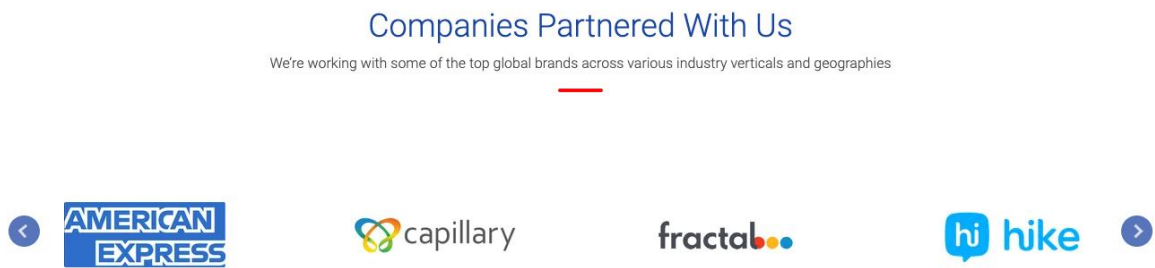 Companies Partnered With Us
We're working with some of the top global brands across various industry verticals and geographies
AMERICAN
EXPRESS
capillary
fractal
hi hike